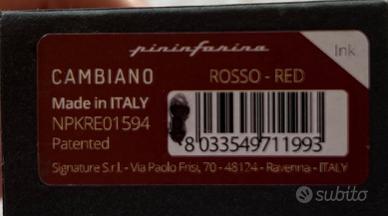 pininfarina
Ink
CAMBIANO ROSSO - RED
Made in ITALY
NPKRE01594
Patented
8 033549 711993
Signature S.r.l. - Via Paolo Frisi, 70 - 48124 - Ravenna - ITALY
subito